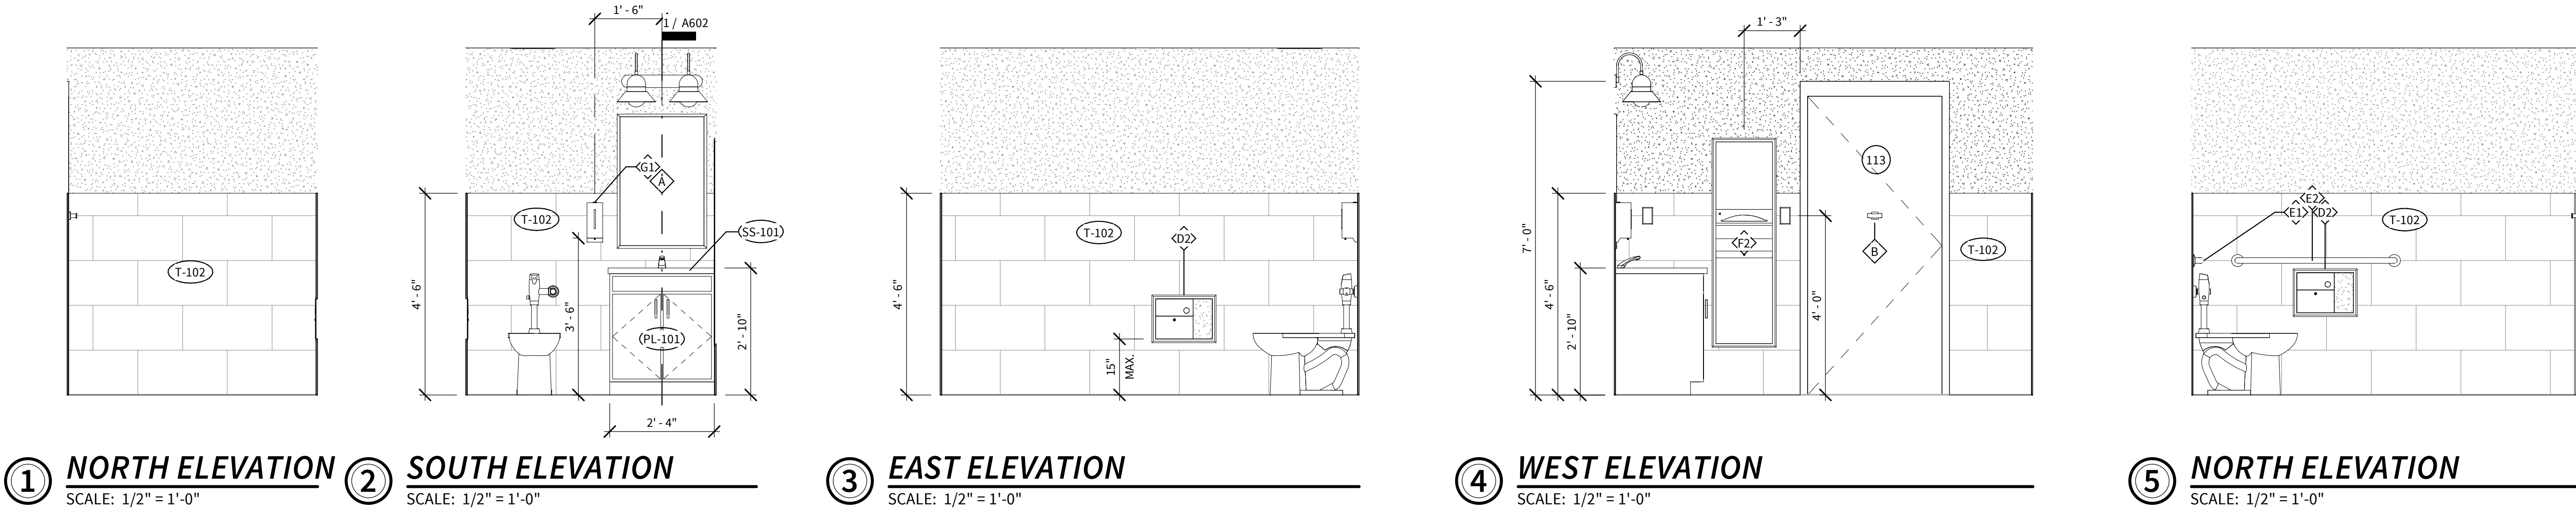 T-102
1
NORTH ELEVATION
SCALE: 1/2" = 1'-0"
1' - 6"
1 / A602
G1
A
T-102
SS-101
4' - 6"
3' - 6"
PL-101
2' - 10"
2' - 4"
2
SOUTH ELEVATION
SCALE: 1/2" = 1'-0"
T-102
D2
4' - 6"
15"
MAX.
3
EAST ELEVATION
SCALE: 1/2" = 1'-0"
1' - 3"
113
7' - 0"
F2
B
T-102
4' - 6"
4' - 0"
2' - 10"
4
WEST ELEVATION
SCALE: 1/2" = 1'-0"
E2
E1
D2
T-102
5
NORTH ELEVATION
SCALE: 1/2" = 1'-0"